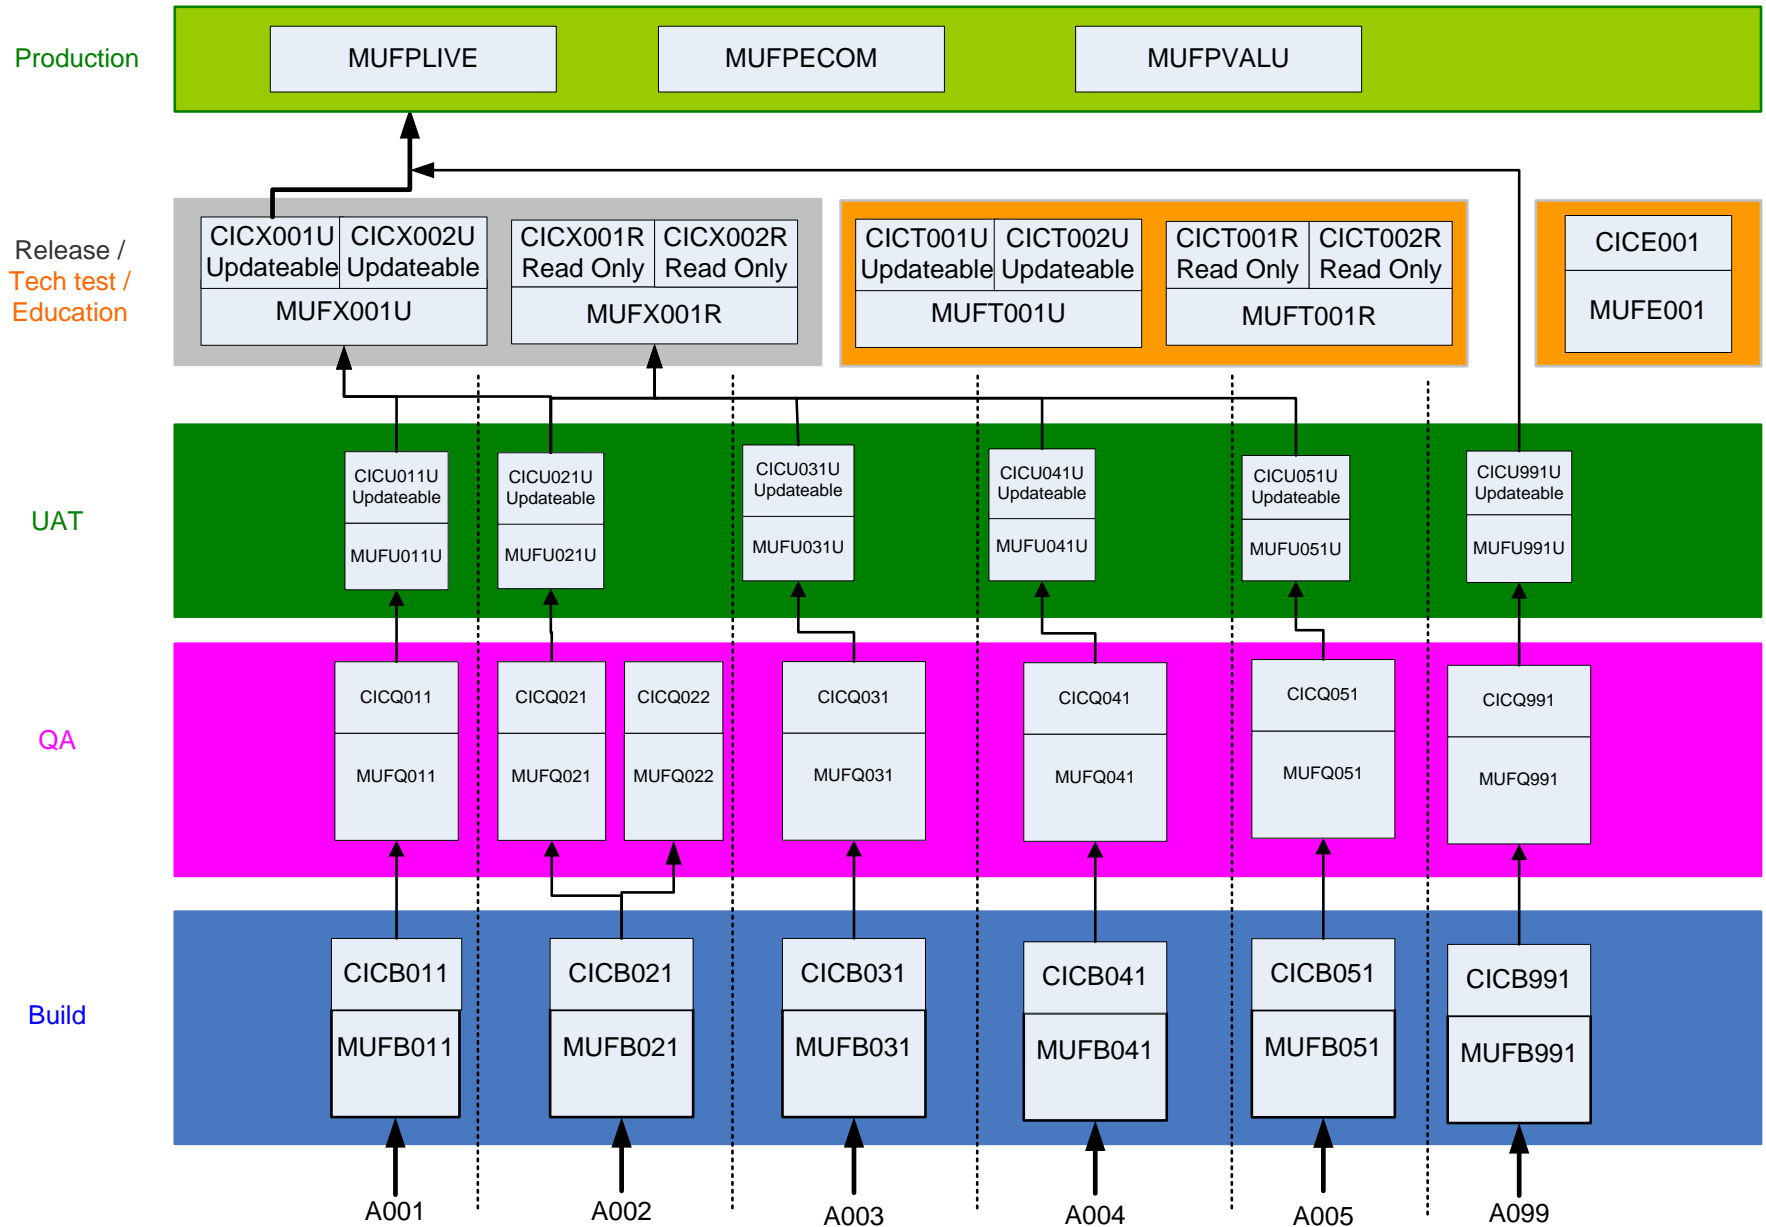 Production
MUFPLIVE
MUFPECOM
MUFPVALU
Release /
Tech test /
Education
CICX001U
Updateable
CICX002U
Updateable
MUFX001U
CICX001R
Read Only
CICX002R
Read Only
MUFX001R
CICT001U
Updateable
CICT002U
Updateable
MUFT001U
CICT001R
Read Only
CICT002R
Read Only
MUFT001R
CICE001
MUFE001
UAT
CICU011U
Updateable
MUFU011U
CICU021U
Updateable
MUFU021U
CICU031U
Updateable
MUFU031U
CICU041U
Updateable
MUFU041U
CICU051U
Updateable
MUFU051U
CICU991U
Updateable
MUFU991U
QA
CICQ011
MUFQ011
CICQ021
MUFQ021
CICQ022
MUFQ022
CICQ031
MUFQ031
CICQ041
MUFQ041
CICQ051
MUFQ051
CICQ991
MUFQ991
Build
CICB011
MUFB011
CICB021
MUFB021
CICB031
MUFB031
CICB041
MUFB041
CICB051
MUFB051
CICB991
MUFB991
A001
A002
A003
A004
A005
A099